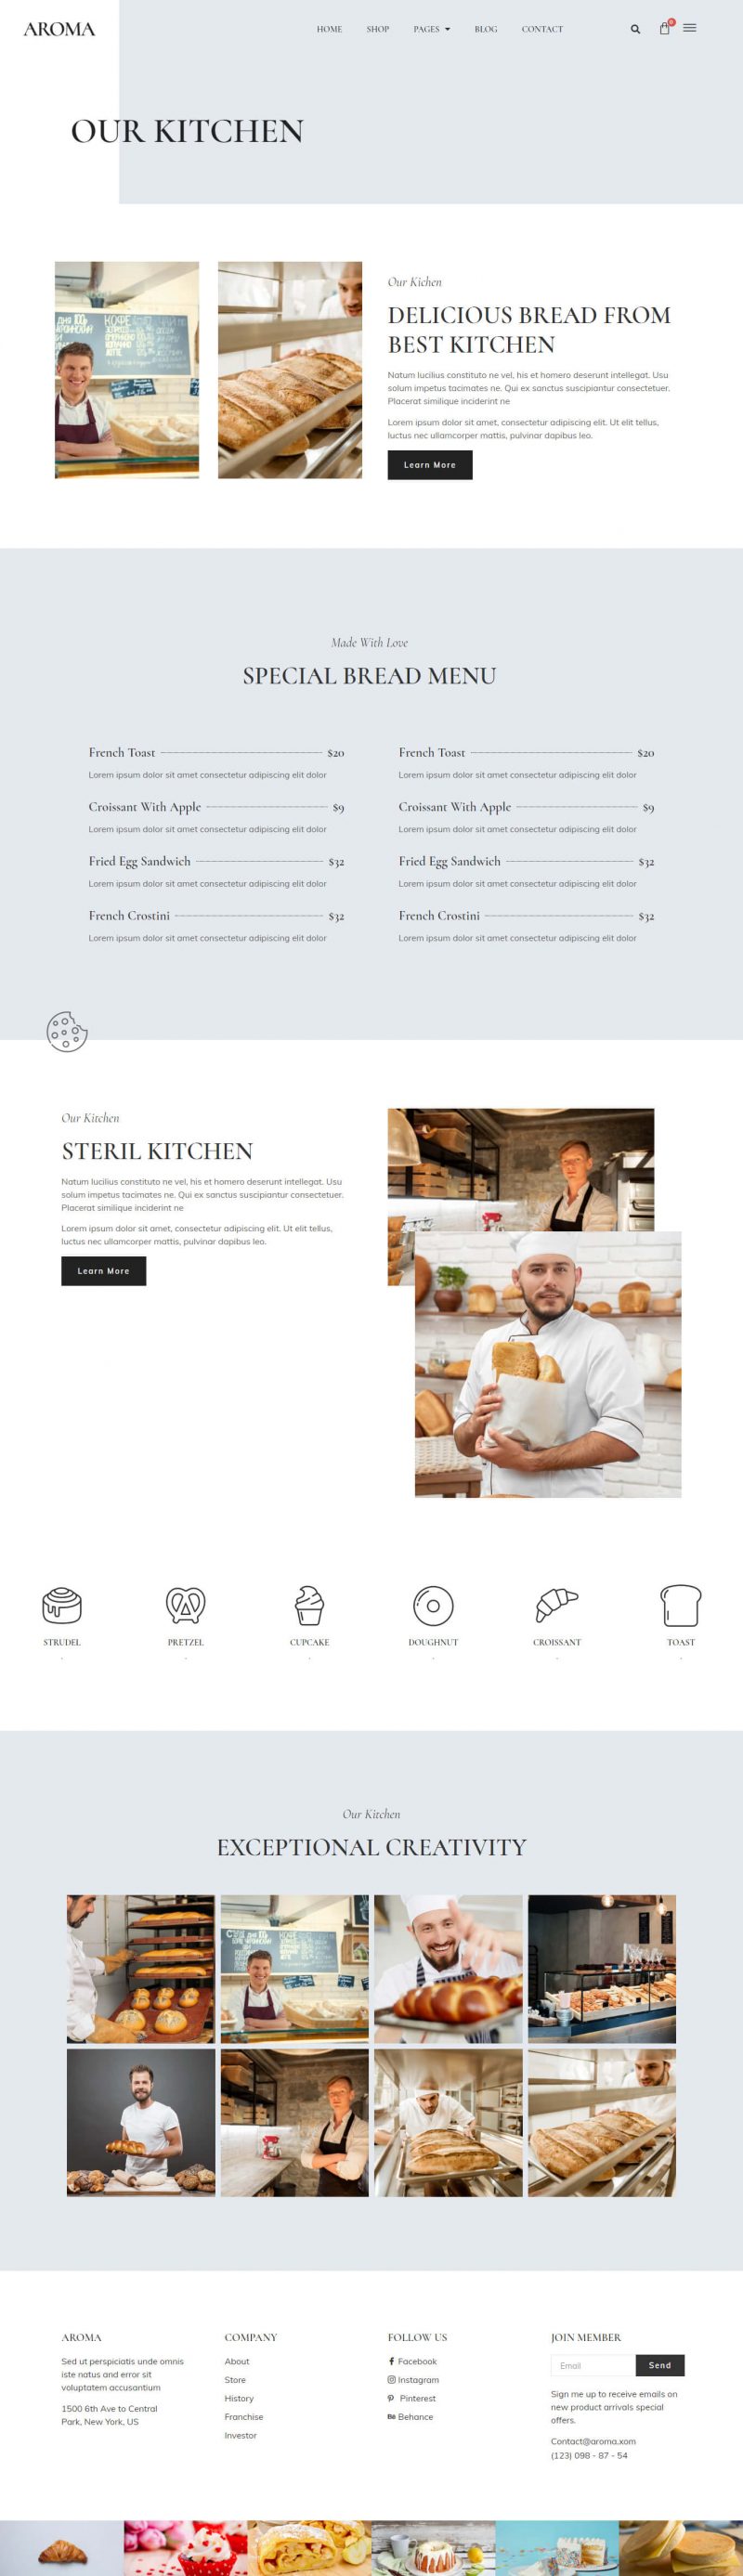 AROMA
HOME SHOP PAGES BLOG CONTACT
0
OUR KITCHEN
Our Kichen
DELICIOUS BREAD FROM
BEST KITCHEN
Natum lucilius constituto ne vel, his et homero deserunt intellegat. Usu
solum impetus tacimates ne. Qui ex sanctus suscipiantur consectetuer.
Placerat similique inciderint ne
Lorem ipsum dolor sit amet, consectetur adipiscing elit. Ut elit tellus,
luctus nec ullamcorper mattis, pulvinar dapibus leo.
Learn More
КОФЕ
Made With Love
SPECIAL BREAD MENU
French Toast $20
Lorem ipsum dolor sit amet consectetur adipiscing elit dolor
Croissant With Apple $9
Lorem ipsum dolor sit amet consectetur adipiscing elit dolor
Fried Egg Sandwich $32
Lorem ipsum dolor sit amet consectetur adipiscing elit dolor
French Crostini $32
Lorem ipsum dolor sit amet consectetur adipiscing elit dolor
French Toast $20
Lorem ipsum dolor sit amet consectetur adipiscing elit dolor
Croissant With Apple $9
Lorem ipsum dolor sit amet consectetur adipiscing elit dolor
Fried Egg Sandwich $32
Lorem ipsum dolor sit amet consectetur adipiscing elit dolor
French Crostini $32
Lorem ipsum dolor sit amet consectetur adipiscing elit dolor
Our Kitchen
STERIL KITCHEN
Natum lucilius constituto ne vel, his et homero deserunt intellegat. Usu
solum impetus tacimates ne. Qui ex sanctus suscipiantur consectetuer.
Placerat similique inciderint ne
Lorem ipsum dolor sit amet, consectetur adipiscing elit. Ut elit tellus,
luctus nec ullamcorper mattis, pulvinar dapibus leo.
Learn More
STRUDEL PRETZEL CUPCAKE DOUGHNUT CROISSANT TOAST
Our Kitchen
EXCEPTIONAL CREATIVITY
AROMA
Sed ut perspiciatis unde omnis
iste natus and error sit
voluptatem accusantium
1500 6th Ave to Central
Park, New York, US
COMPANY
About
Store
History
Franchise
Investor
FOLLOW US
Facebook
Instagram
Pinterest
Bē Behance
JOIN MEMBER
Email Send
Sign me up to receive emails on
new product arrivals special
offers.
Contact@aroma.xom
(123) 098 - 87 - 54